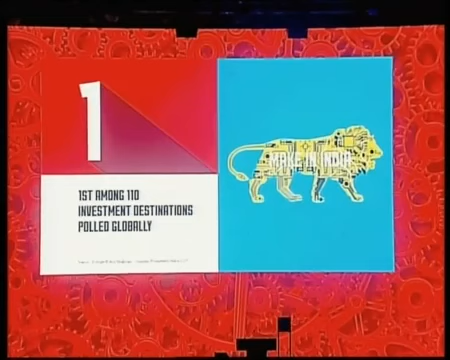 1
1ST AMONG 110
INVESTMENT DESTINATIONS
POLLED GLOBALLY
MAKE IN INDIA